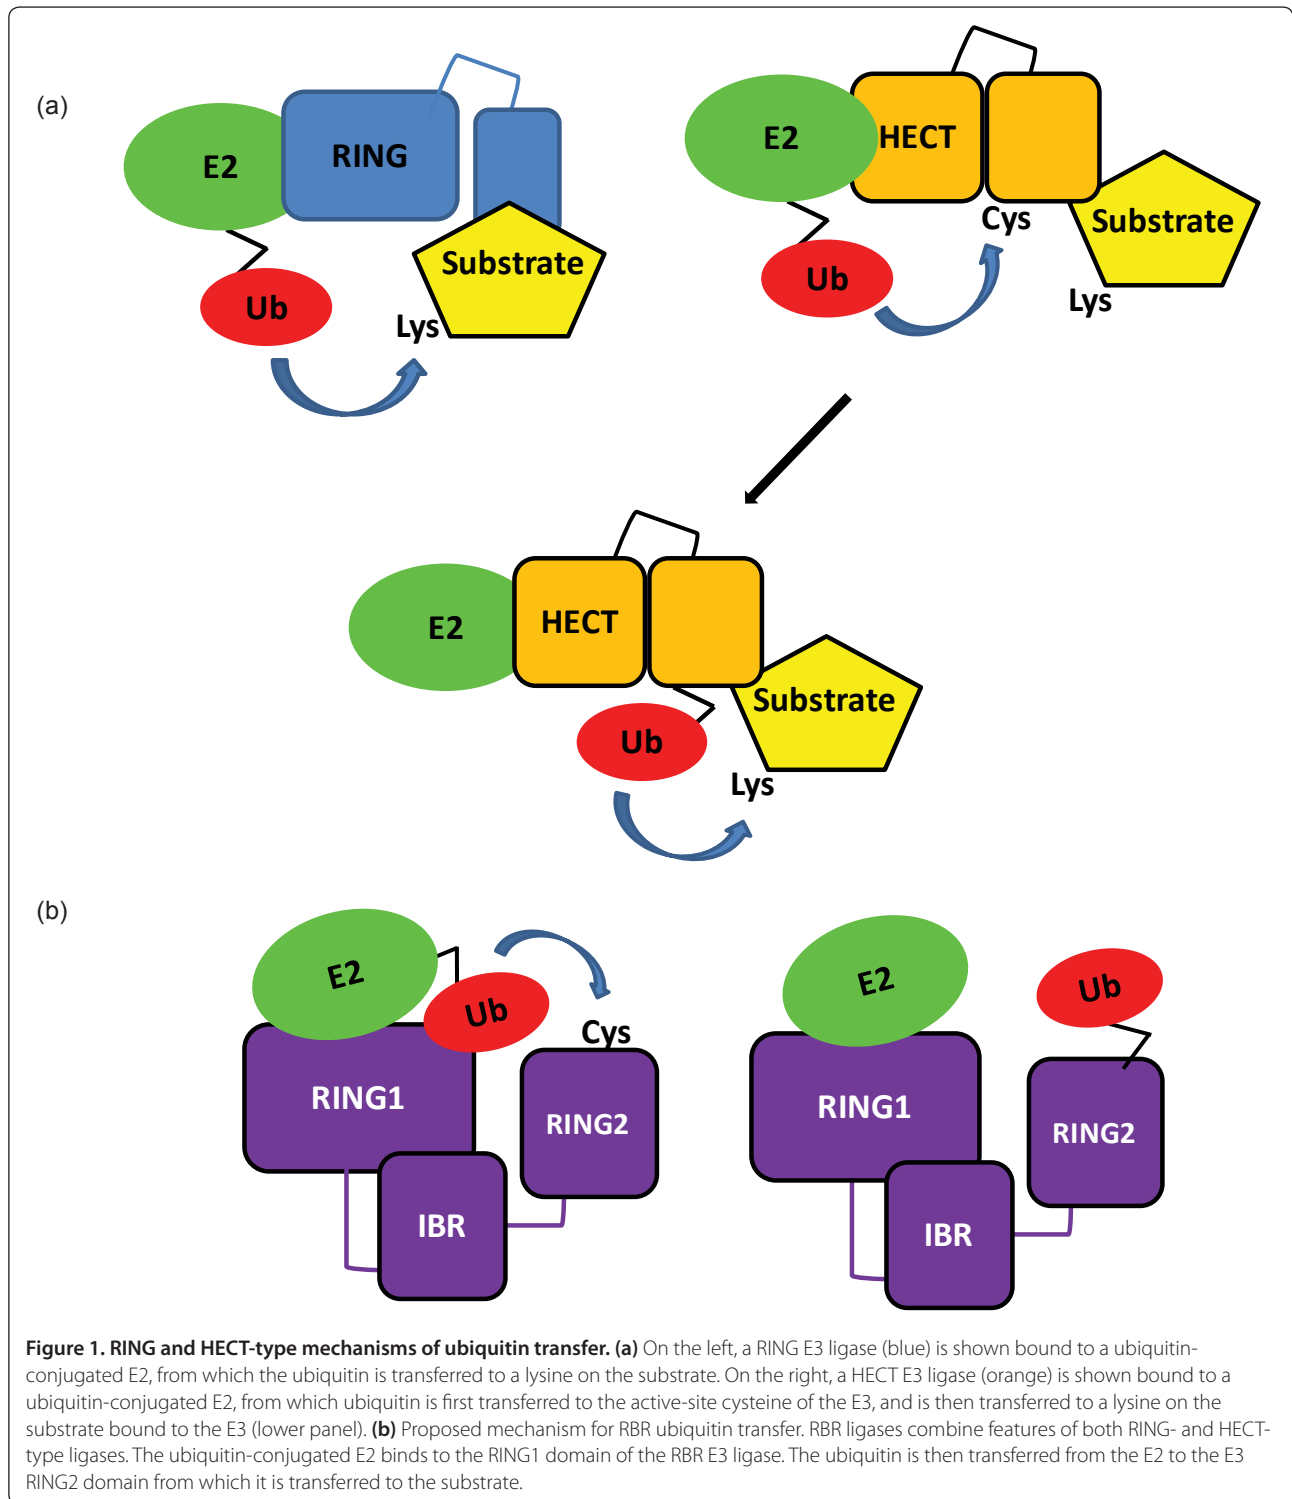 (a)
E2
RING
Substrate
Ub
Lys
E2
HECT
Cys
Substrate
Ub
Lys
E2
HECT
Substrate
Ub
Lys
(b)
E2
Ub
Cys
RING1
RING2
IBR
E2
Ub
RING1
RING2
IBR
Figure 1. RING and HECT-type mechanisms of ubiquitin transfer. (a) On the left, a RING E3 ligase (blue) is shown bound to a ubiquitin-
conjugated E2, from which the ubiquitin is transferred to a lysine on the substrate. On the right, a HECT E3 ligase (orange) is shown bound to a
ubiquitin-conjugated E2, from which ubiquitin is first transferred to the active-site cysteine of the E3, and is then transferred to a lysine on the
substrate bound to the E3 (lower panel). (b) Proposed mechanism for RBR ubiquitin transfer. RBR ligases combine features of both RING- and HECT-
type ligases. The ubiquitin-conjugated E2 binds to the RING1 domain of the RBR E3 ligase. The ubiquitin is then transferred from the E2 to the E3
RING2 domain from which it is transferred to the substrate.